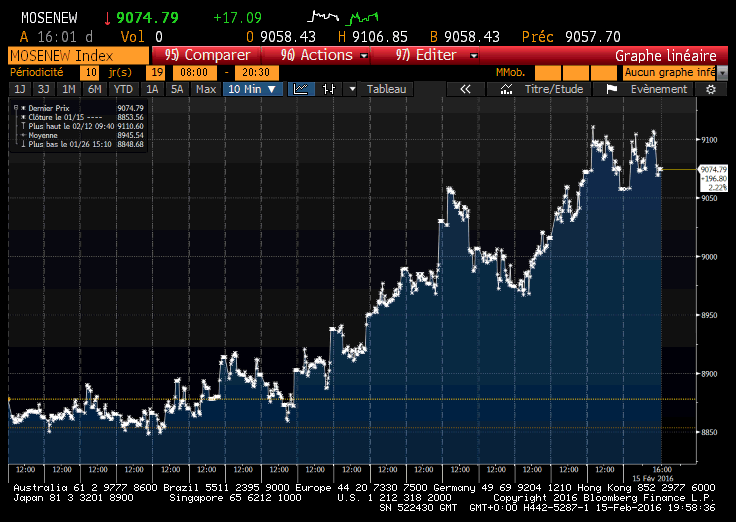 MOSENEW ↓ 9074.79 +17.09
A 16:01 d Vol 0 O 9058.43 H 9106.85 B 9058.43 Préc 9057.70
MOSENEW Index 95) Comparer 96) Actions 97) Editer Graphe linéaire
Périodicité 10 jr(s) 19 08:00 - 20:30 MMob. Aucun graphe infé
1J 3J 1M 6M YTD 1A 5A Max 10 Min ▼ Tableau « Titre/Etude Evènement
Dernier Prix 9074.79
Clôture le 01/15 ---- 8853.56
Plus haut le 02/12 09:40 9110.60
Moyenne 8945.54
Plus bas le 01/26 15:10 8848.68
9100
9074.79
+196.80
2.22%
9050
9000
8950
8900
8850
12:00 12:00 12:00 12:00 12:00 12:00 12:00 12:00 12:00 12:00 12:00 12:00 12:00 12:00 12:00 12:00 12:00 16:00
15 Fév 2016
Australia 61 2 9777 8600 Brazil 5511 2395 9000 Europe 44 20 7330 7500 Germany 49 69 9204 1210 Hong Kong 852 2977 6000
Japan 81 3 3201 8900 Singapore 65 6212 1000 U.S. 1 212 318 2000 Copyright 2016 Bloomberg Finance L.P.
SN 522430 GMT GMT+0:00 H442-5287-1 15-Feb-2016 19:58:36